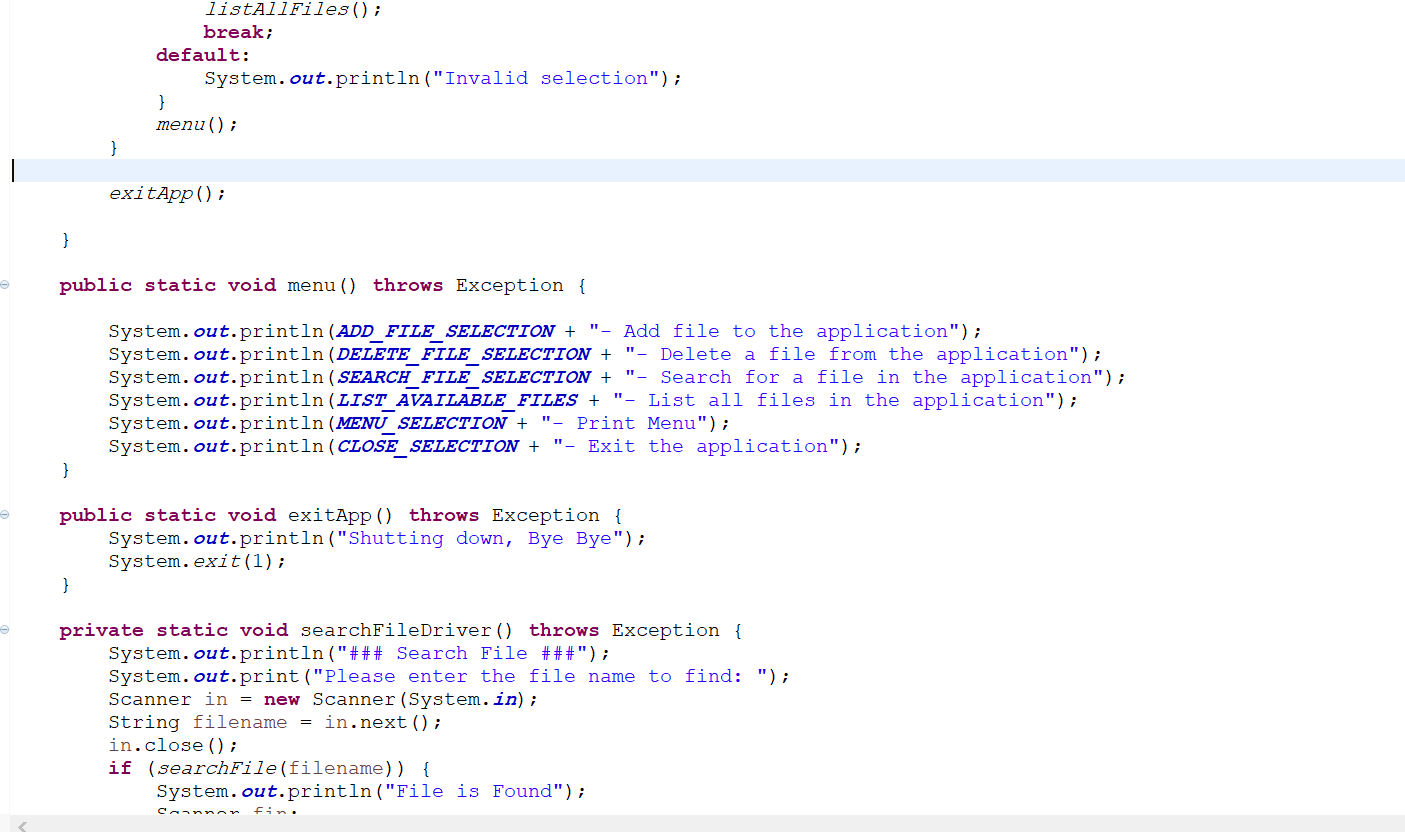 listAllFiles();
break;
default:
System.out.println("Invalid selection");
}
menu();
}
exitApp();
}
public static void menu() throws Exception {
System.out.println(ADD_FILE_SELECTION + "- Add file to the application");
System.out.println(DELETE_FILE_SELECTION + "- Delete a file from the application");
System.out.println(SEARCH_FILE_SELECTION + "- Search for a file in the application");
System.out.println(LIST_AVAILABLE_FILES + "- List all files in the application");
System.out.println(MENU_SELECTION + "- Print Menu");
System.out.println(CLOSE_SELECTION + "- Exit the application");
}
public static void exitApp() throws Exception {
System.out.println("Shutting down, Bye Bye");
System.exit(1);
}
private static void searchFileDriver() throws Exception {
System.out.println("### Search File ###");
System.out.print("Please enter the file name to find: ");
Scanner in = new Scanner(System.in);
String filename = in.next();
in.close();
if (searchFile(filename)) {
System.out.println("File is Found");
Scanner fin;